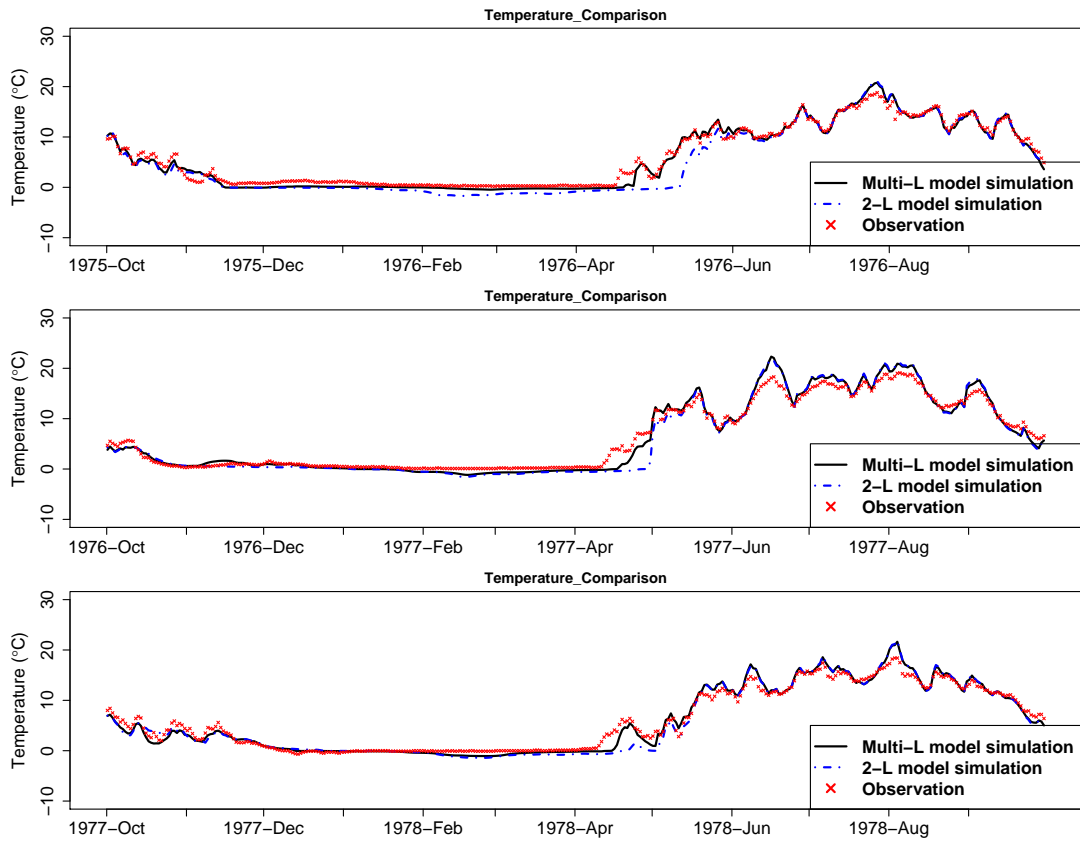 Temperature_Comparison
Temperature (°C)
30
20
10
0
−10
Multi−L model simulation
2−L model simulation
Observation
1975−Oct 1975−Dec 1976−Feb 1976−Apr 1976−Jun 1976−Aug
Temperature_Comparison
Temperature (°C)
30
20
10
0
−10
Multi−L model simulation
2−L model simulation
Observation
1976−Oct 1976−Dec 1977−Feb 1977−Apr 1977−Jun 1977−Aug
Temperature_Comparison
Temperature (°C)
30
20
10
0
−10
Multi−L model simulation
2−L model simulation
Observation
1977−Oct 1977−Dec 1978−Feb 1978−Apr 1978−Jun 1978−Aug